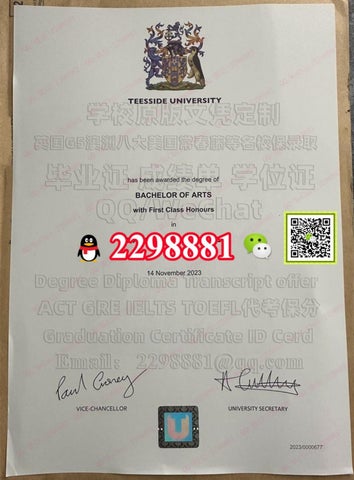 TEESSIDE UNIVERSITY
学校原版文凭定制
英国G5澳洲八大美国常春藤等名校保录取
毕业证 成绩单 学位证
has been awarded the degree of
BACHELOR OF ARTS
with First Class Honours
QQ/WeChat
in
2298881
14 November 2023
Degree Diploma Transcript offer
ACT GRE IELTS TOEFL代考保分
Graduation Certificate ID Cerd
Email: 2298881@qq.com
VICE-CHANCELLOR
UNIVERSITY SECRETARY
2023/0000677